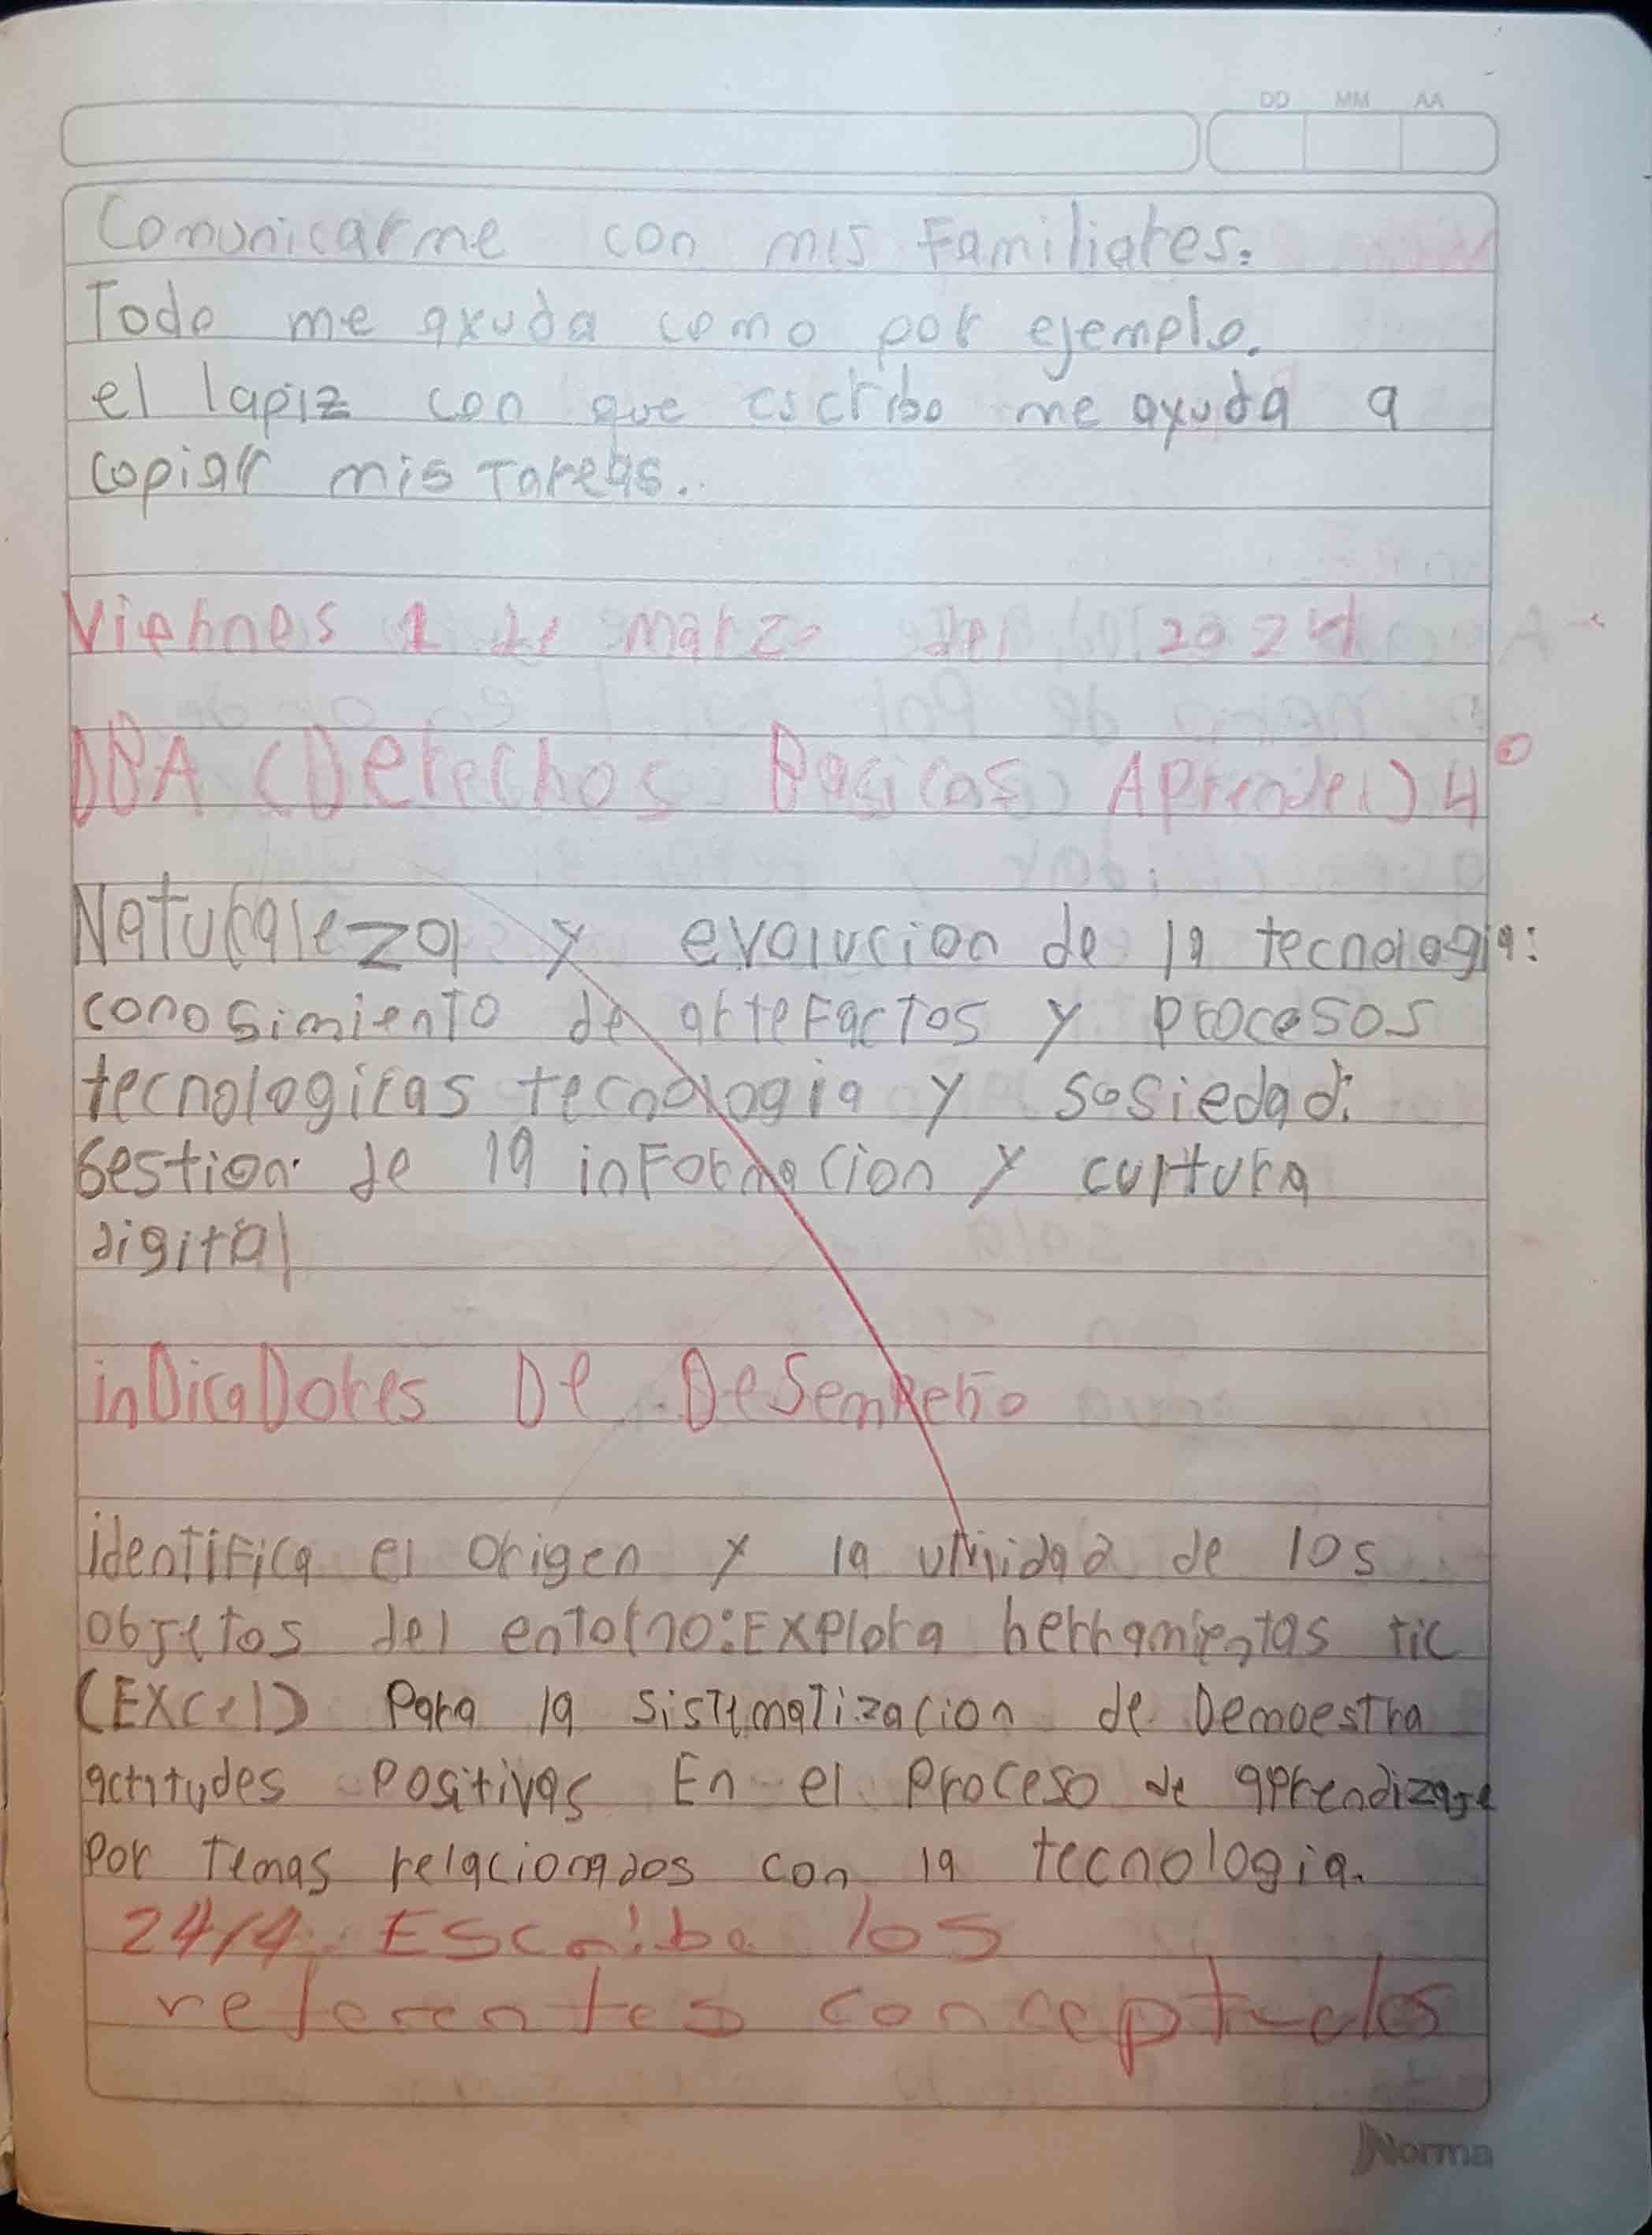 DD MM AA
Comunicarme con mis Familiares.
Todo me ayuda como por ejemplo.
el lapiz con que escribo me ayuda a
copiar mis Tareas.
Viernes 1 de marzo del 2024
DBA (Derechos Basicos Aprender) 4°
Naturaleza y evolucion de la tecnologia:
conosimiento de arteFactos y procesos
tecnologicas tecnologia y sosiedad:
Gestion de la inFormacion y curtura
digital
inDicaDores De Desempeño
identiFica el origen y la utilidad de los
objetos del entorno: EXPlora herramientas tic
(EXcel) Para la sistematizacion de Demoestra
actitudes Positivas En el Proceso de aprendizaje
por Temas relacionados con la tecnologia.
24/4. Escribe los
referentes conceptuales
Norma